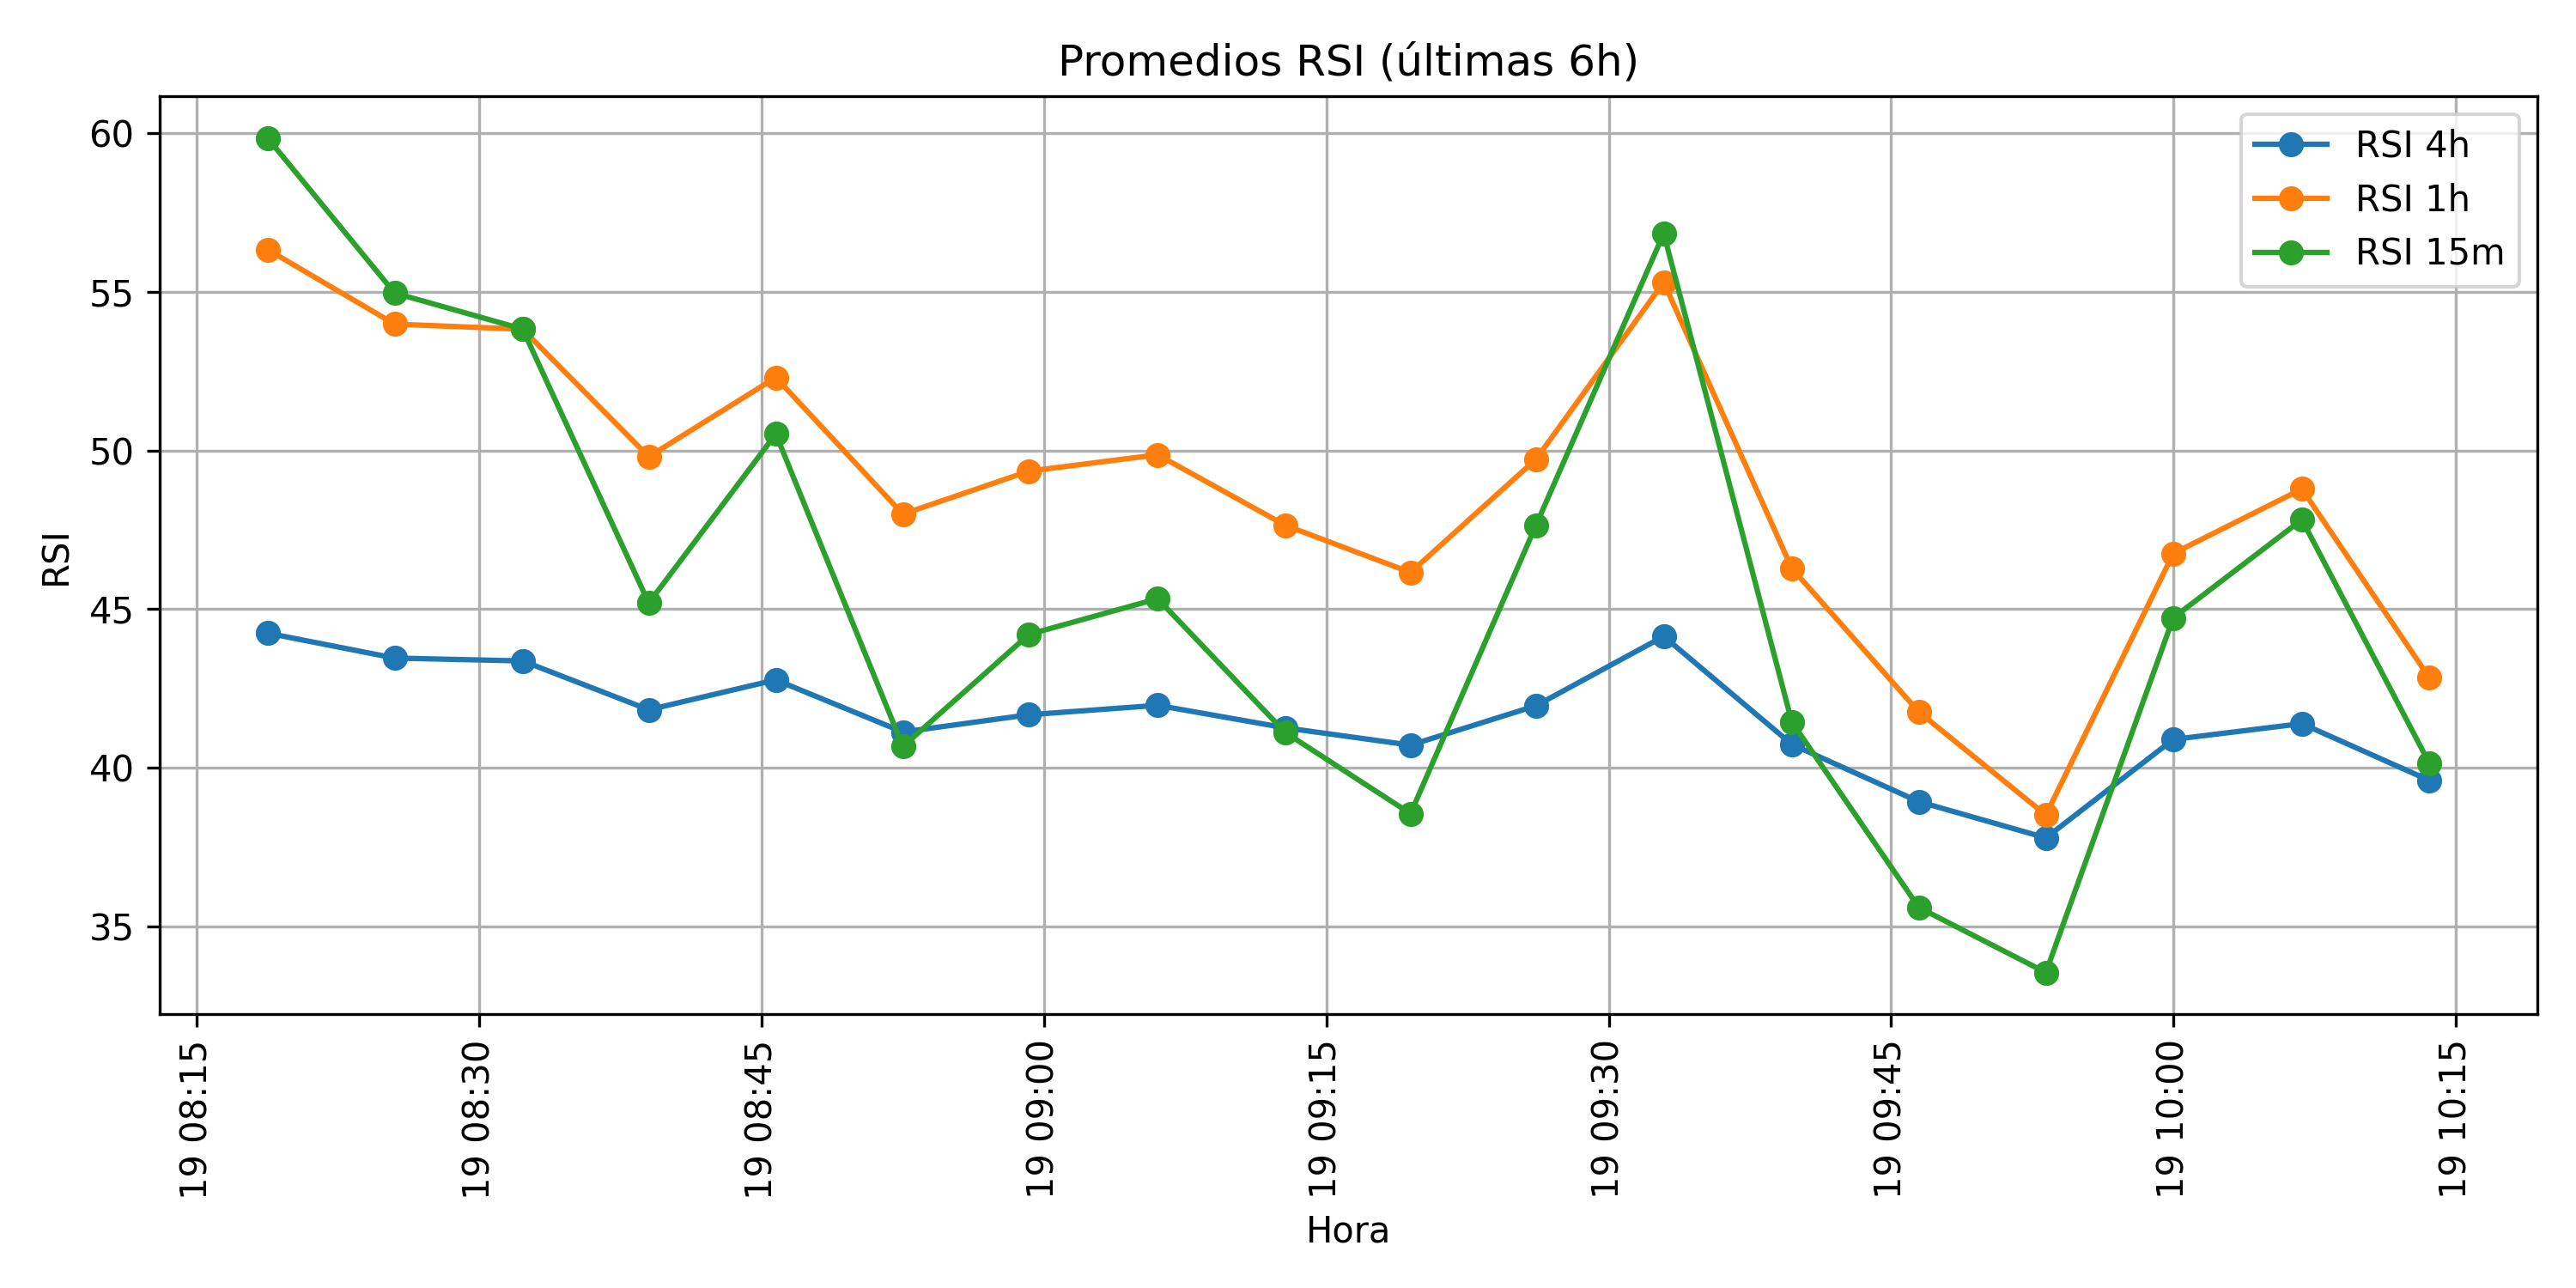 Promedios RSI (últimas 6h)
RSI 4h
RSI 1h
RSI 15m
60
55
50
45
40
35
RSI
19 08:15
19 08:30
19 08:45
19 09:00
19 09:15
19 09:30
19 09:45
19 10:00
19 10:15
Hora